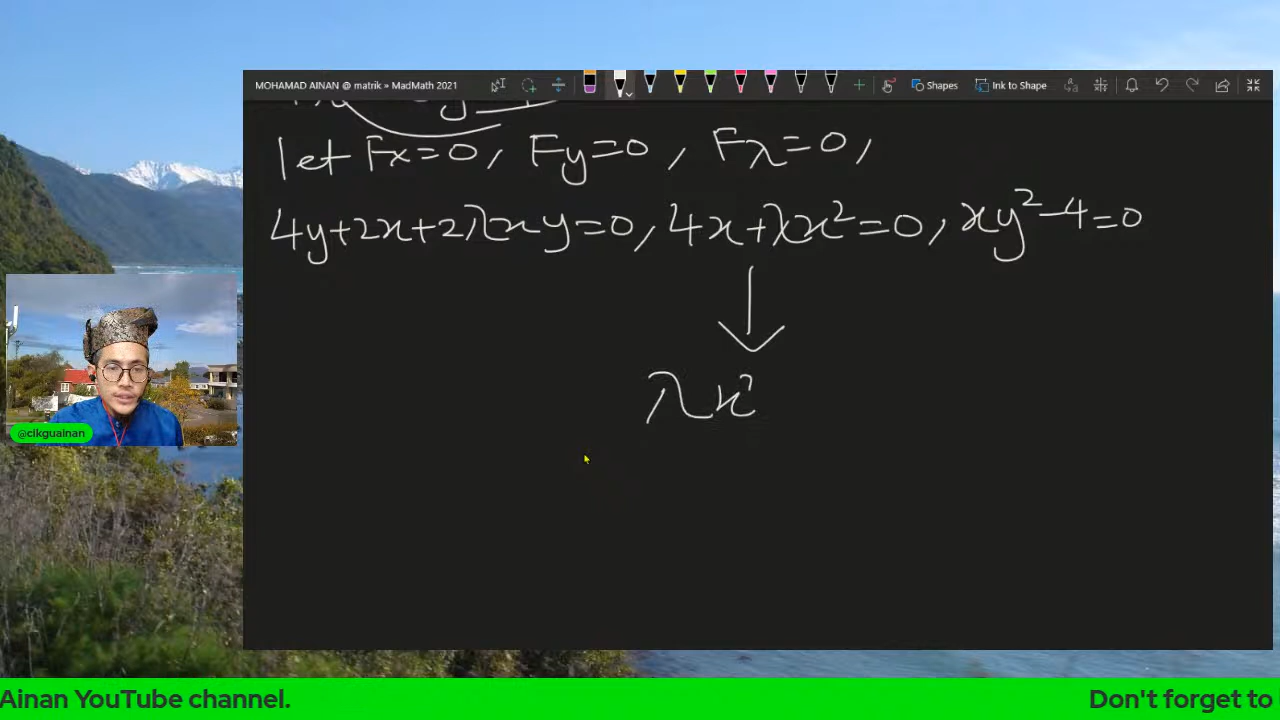 MOHAMAD AINAN @ matrik » MadMath 2021
Shapes
Ink to Shape
let Fx=0, Fy=0, Fλ=0,
4y+2x+2λxy=0, 4x+λx²=0, xy²-4=0
λx²
@cikguainan
Ainan YouTube channel.
Don't forget to